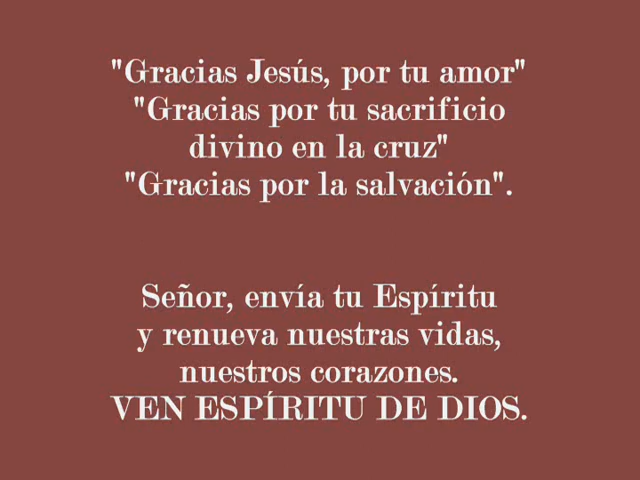 "Gracias Jesús, por tu amor"
"Gracias por tu sacrificio
divino en la cruz"
"Gracias por la salvación".
Señor, envía tu Espíritu
y renueva nuestras vidas,
nuestros corazones.
VEN ESPÍRITU DE DIOS.